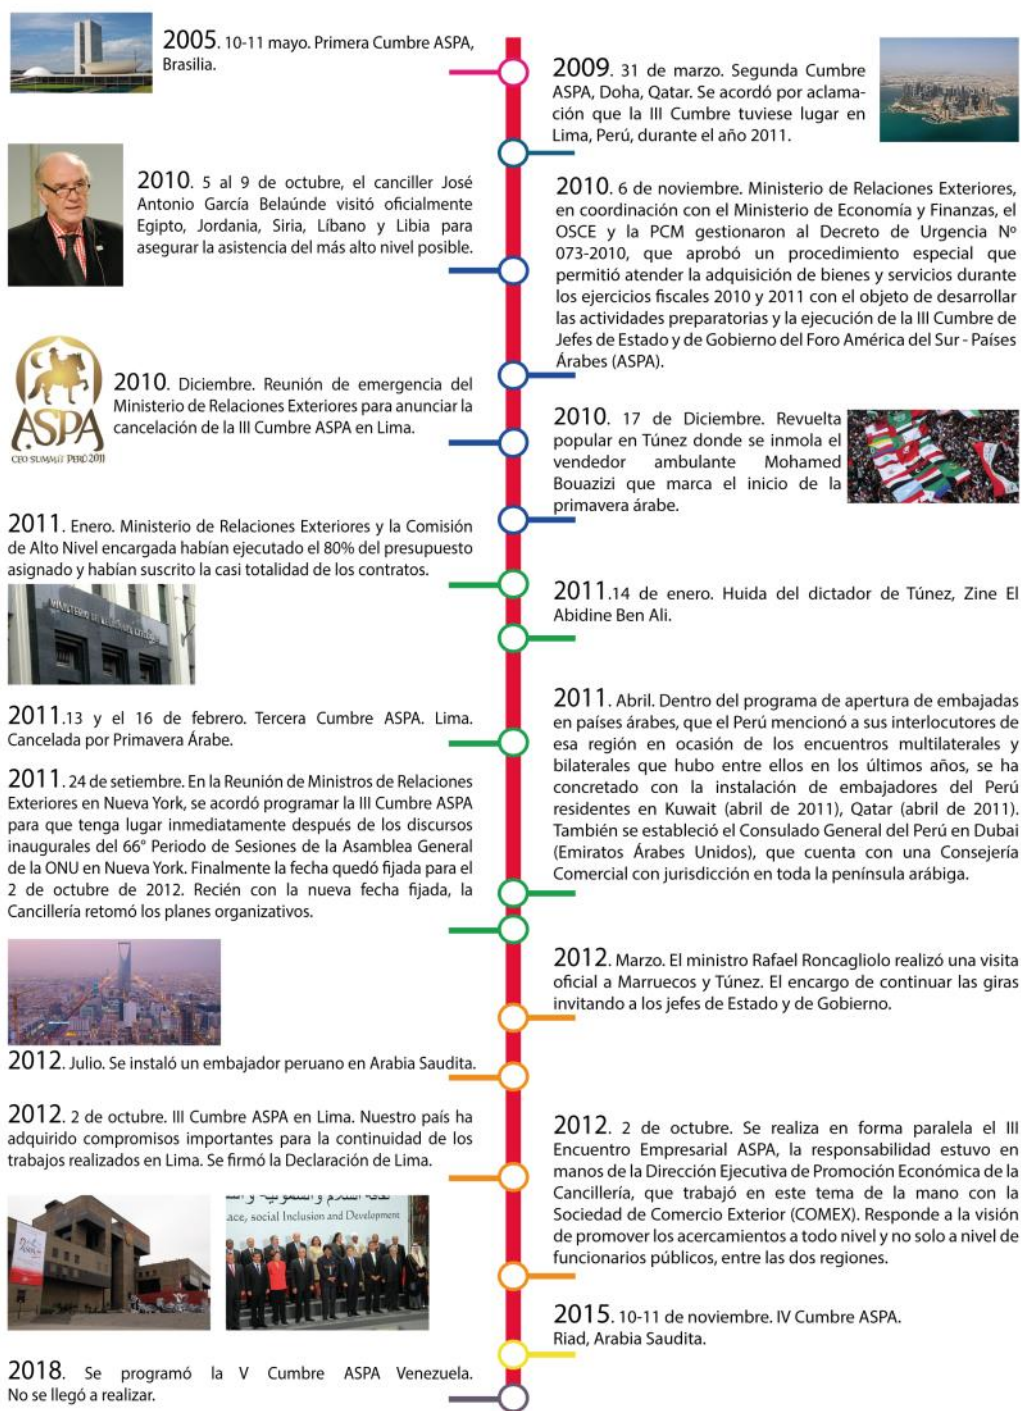 2005. 10-11 mayo. Primera Cumbre ASPA,
Brasilia.
2009. 31 de marzo. Segunda Cumbre
ASPA, Doha, Qatar. Se acordó por aclama-
ción que la III Cumbre tuviese lugar en
Lima, Perú, durante el año 2011.
2010. 5 al 9 de octubre, el canciller José
Antonio García Belaúnde visitó oficialmente
Egipto, Jordania, Siria, Líbano y Libia para
asegurar la asistencia del más alto nivel posible.
2010. 6 de noviembre. Ministerio de Relaciones Exteriores,
en coordinación con el Ministerio de Economía y Finanzas, el
OSCE y la PCM gestionaron al Decreto de Urgencia Nº
073-2010, que aprobó un procedimiento especial que
permitió atender la adquisición de bienes y servicios durante
los ejercicios fiscales 2010 y 2011 con el objeto de desarrollar
las actividades preparatorias y la ejecución de la III Cumbre de
Jefes de Estado y de Gobierno del Foro América del Sur - Países
Árabes (ASPA).
ASPA
CEO SUMMIT PERÚ 2011
2010. Diciembre. Reunión de emergencia del
Ministerio de Relaciones Exteriores para anunciar la
cancelación de la III Cumbre ASPA en Lima.
2010. 17 de Diciembre. Revuelta
popular en Túnez donde se inmola el
vendedor ambulante Mohamed
Bouazizi que marca el inicio de la
primavera árabe.
2011. Enero. Ministerio de Relaciones Exteriores y la Comisión
de Alto Nivel encargada habían ejecutado el 80% del presupuesto
asignado y habían suscrito la casi totalidad de los contratos.
MINISTERIO DE RELACIONES
2011.14 de enero. Huida del dictador de Túnez, Zine El
Abidine Ben Ali.
2011.13 y el 16 de febrero. Tercera Cumbre ASPA. Lima.
Cancelada por Primavera Árabe.
2011. Abril. Dentro del programa de apertura de embajadas
en países árabes, que el Perú mencionó a sus interlocutores de
esa región en ocasión de los encuentros multilaterales y
bilaterales que hubo entre ellos en los últimos años, se ha
concretado con la instalación de embajadores del Perú
residentes en Kuwait (abril de 2011), Qatar (abril de 2011).
También se estableció el Consulado General del Perú en Dubai
(Emiratos Árabes Unidos), que cuenta con una Consejería
Comercial con jurisdicción en toda la península arábiga.
2011. 24 de setiembre. En la Reunión de Ministros de Relaciones
Exteriores en Nueva York, se acordó programar la III Cumbre ASPA
para que tenga lugar inmediatamente después de los discursos
inaugurales del 66° Periodo de Sesiones de la Asamblea General
de la ONU en Nueva York. Finalmente la fecha quedó fijada para el
2 de octubre de 2012. Recién con la nueva fecha fijada, la
Cancillería retomó los planes organizativos.
2012. Marzo. El ministro Rafael Roncagliolo realizó una visita
oficial a Marruecos y Túnez. El encargo de continuar las giras
invitando a los jefes de Estado y de Gobierno.
2012. Julio. Se instaló un embajador peruano en Arabia Saudita.
2012. 2 de octubre. III Cumbre ASPA en Lima. Nuestro país ha
adquirido compromisos importantes para la continuidad de los
trabajos realizados en Lima. Se firmó la Declaración de Lima.
2012. 2 de octubre. Se realiza en forma paralela el III
Encuentro Empresarial ASPA, la responsabilidad estuvo en
manos de la Dirección Ejecutiva de Promoción Económica de la
Cancillería, que trabajó en este tema de la mano con la
Sociedad de Comercio Exterior (COMEX). Responde a la visión
de promover los acercamientos a todo nivel y no solo a nivel de
funcionarios públicos, entre las dos regiones.
ace, social Inclusion and Development
2015. 10-11 de noviembre. IV Cumbre ASPA.
Riad, Arabia Saudita.
2018. Se programó la V Cumbre ASPA Venezuela.
No se llegó a realizar.